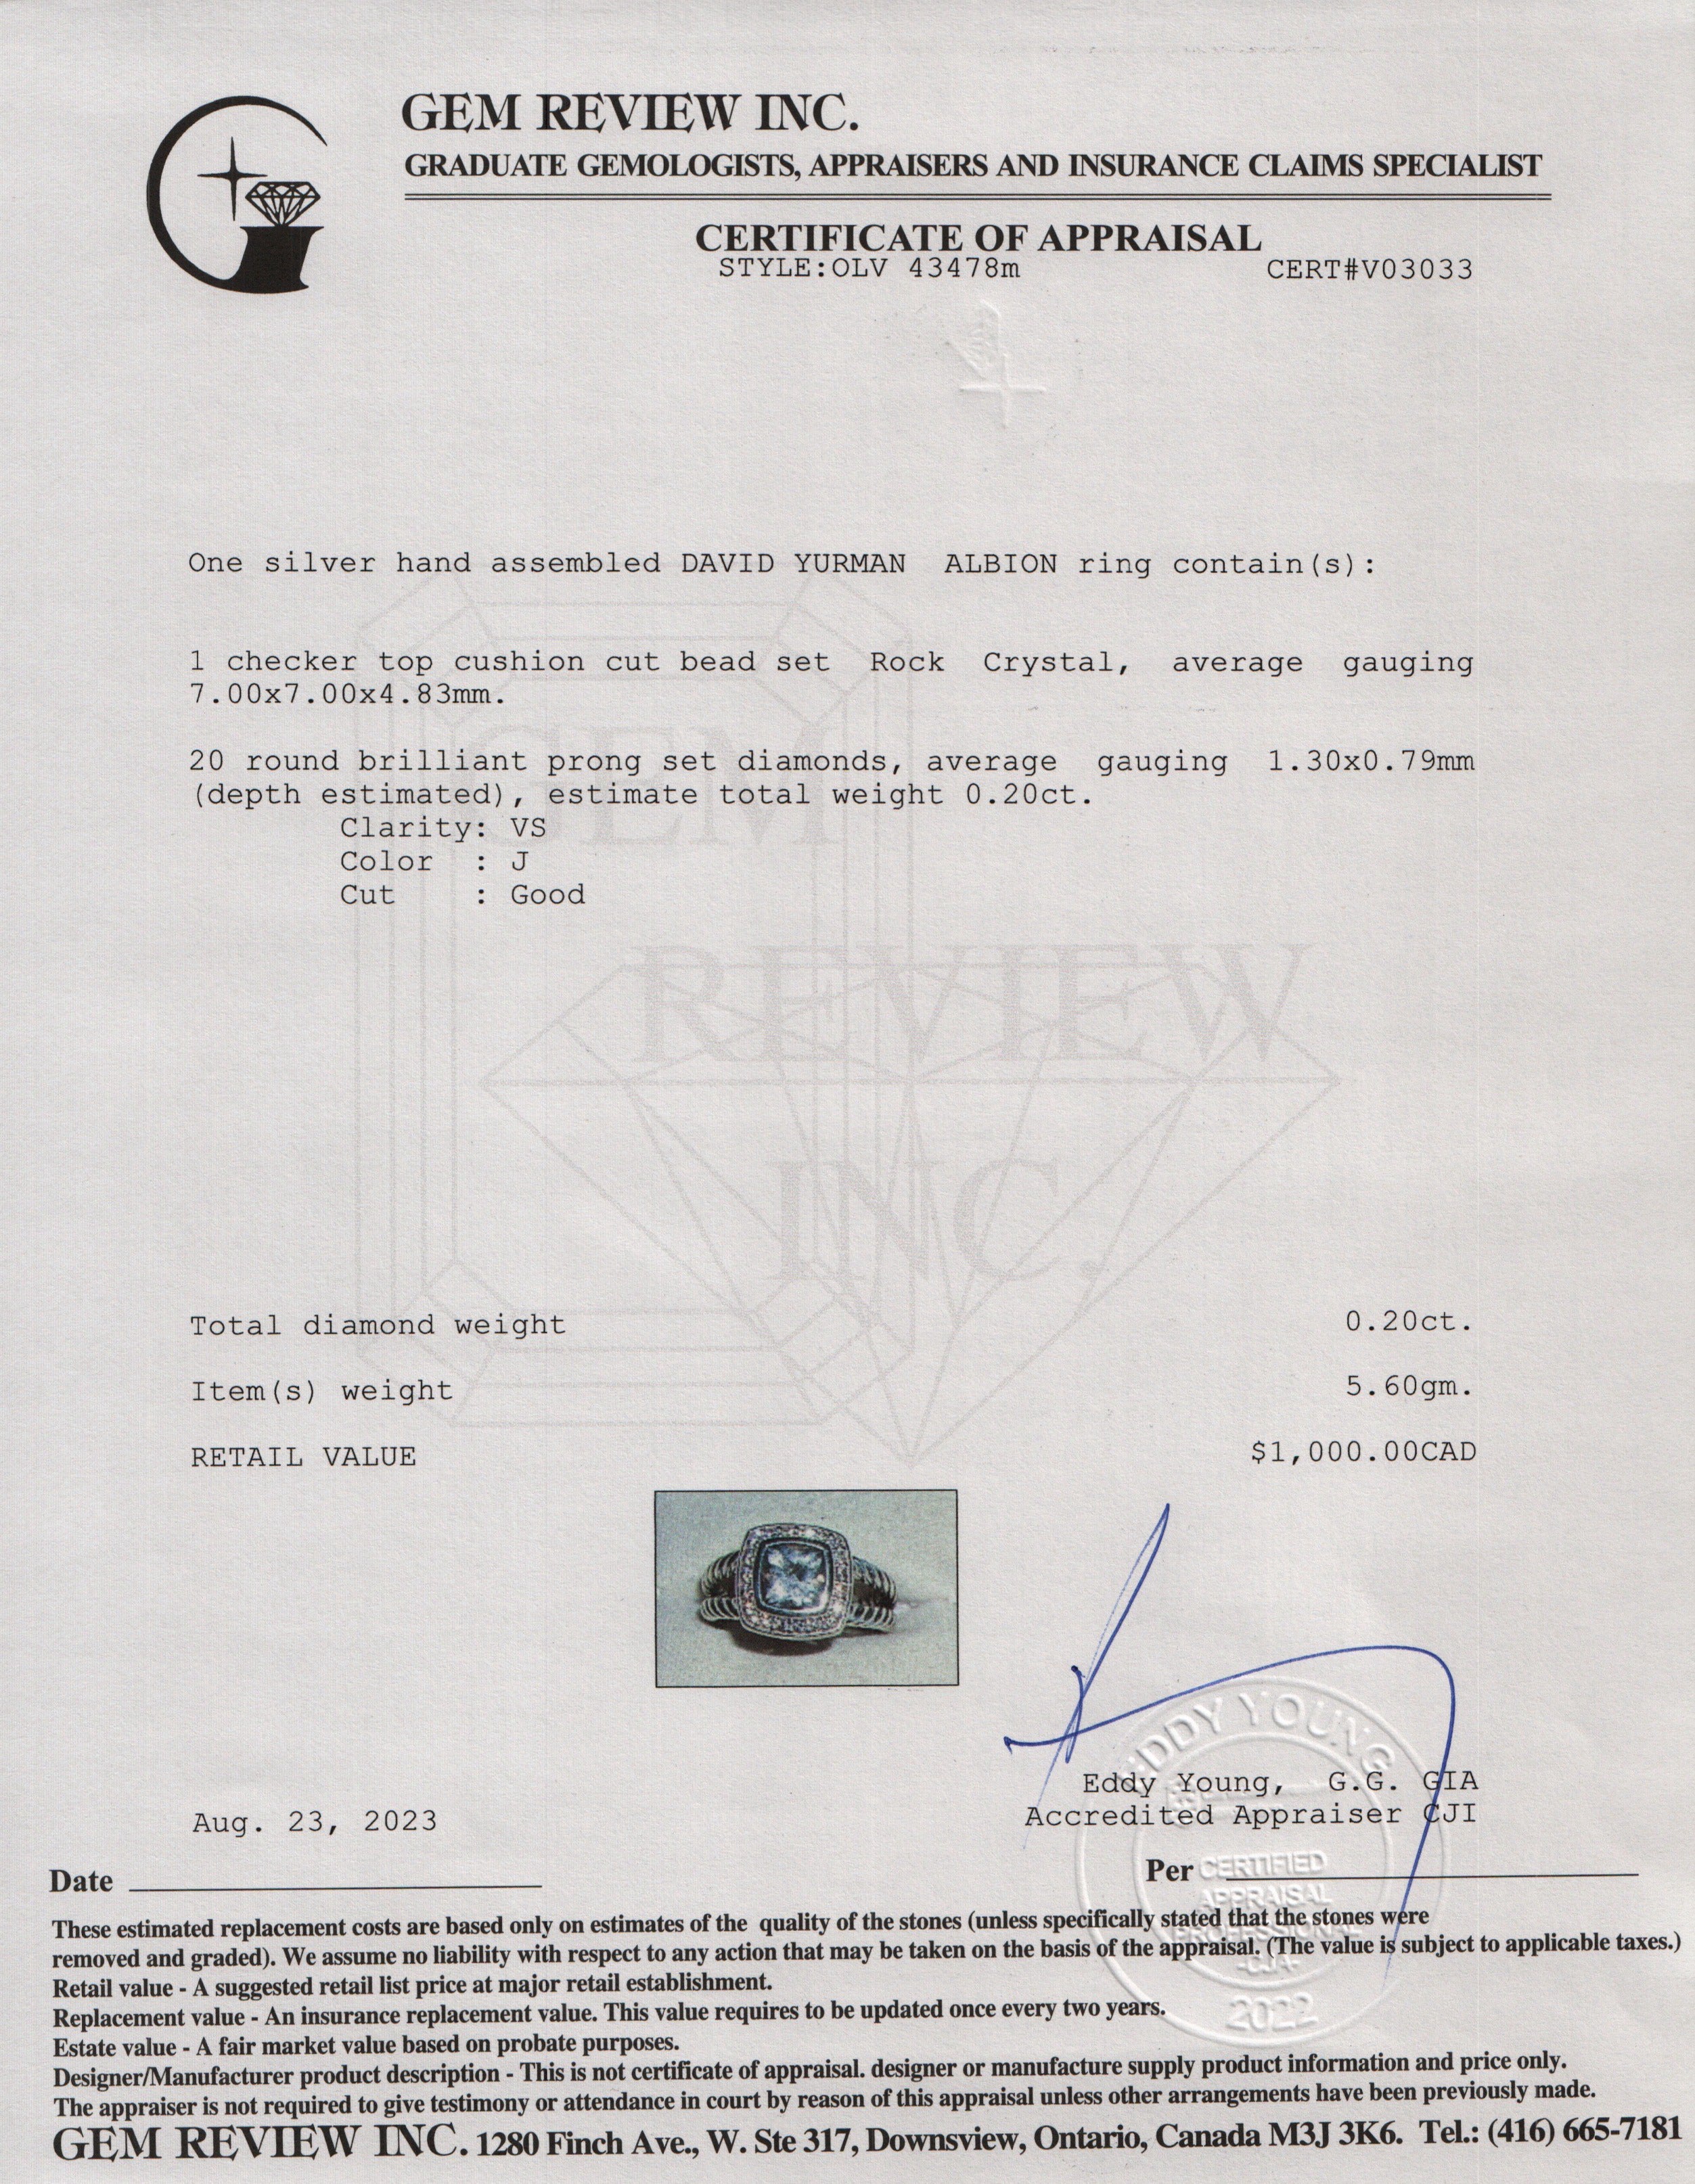 GEM REVIEW INC.
GRADUATE GEMOLOGISTS, APPRAISERS AND INSURANCE CLAIMS SPECIALIST
CERTIFICATE OF APPRAISAL
STYLE:OLV 43478m CERT#V03033
One silver hand assembled DAVID YURMAN ALBION ring contain(s):
1 checker top cushion cut bead set Rock Crystal, average gauging
7.00x7.00x4.83mm.
20 round brilliant prong set diamonds, average gauging 1.30x0.79mm
(depth estimated), estimate total weight 0.20ct.
Clarity: VS
Color : J
Cut : Good
GEM
REVIEW
INC.
Total diamond weight 0.20ct.
Item(s) weight 5.60gm.
RETAIL VALUE $1,000.00CAD
EDDY YOUNG
Eddy Young, G.G. GIA
Aug. 23, 2023 Accredited Appraiser CJI
Date Per
CERTIFIED
APPRAISAL
PROFESSIONAL
-CJA-
2022
These estimated replacement costs are based only on estimates of the quality of the stones (unless specifically stated that the stones were
removed and graded). We assume no liability with respect to any action that may be taken on the basis of the appraisal. (The value is subject to applicable taxes.)
Retail value - A suggested retail list price at major retail establishment.
Replacement value - An insurance replacement value. This value requires to be updated once every two years.
Estate value - A fair market value based on probate purposes.
Designer/Manufacturer product description - This is not certificate of appraisal. designer or manufacture supply product information and price only.
The appraiser is not required to give testimony or attendance in court by reason of this appraisal unless other arrangements have been previously made.
GEM REVIEW INC. 1280 Finch Ave., W. Ste 317, Downsview, Ontario, Canada M3J 3K6. Tel.: (416) 665-7181